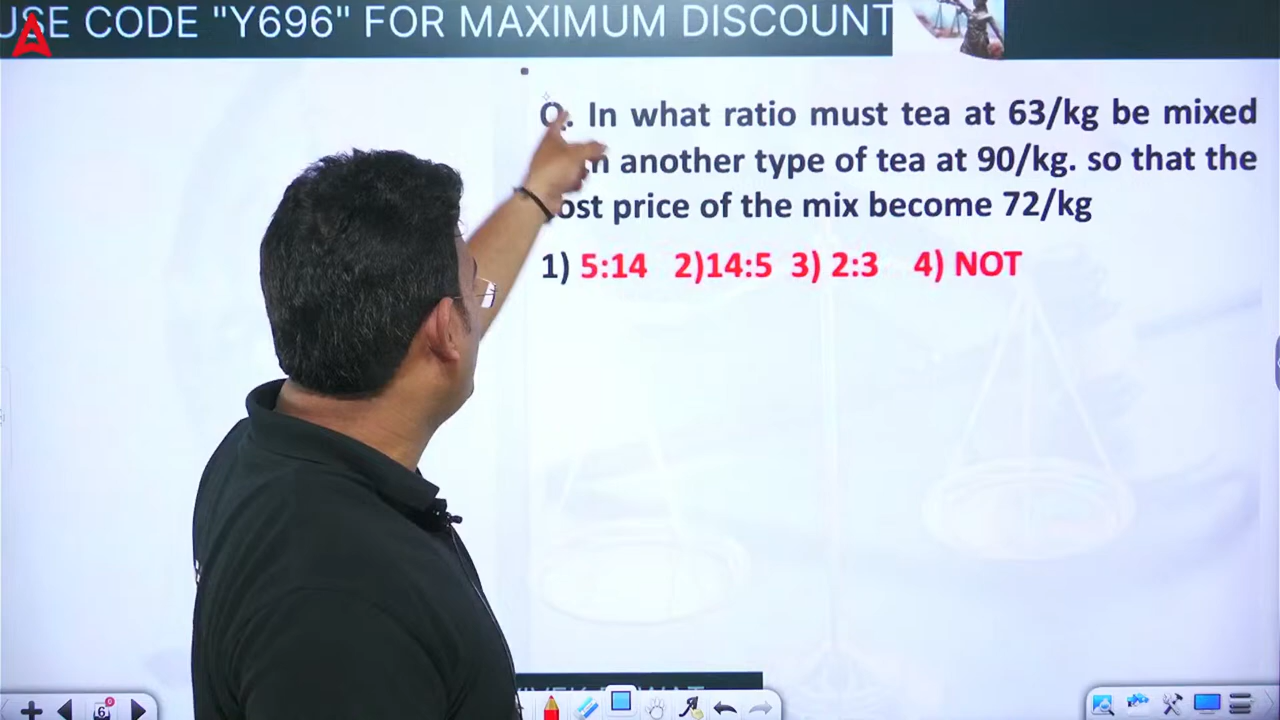 USE CODE "Y696" FOR MAXIMUM DISCOUNT
Q. In what ratio must tea at 63/kg be mixed
another type of tea at 90/kg. so that the
ost price of the mix become 72/kg
1) 5:14 2)14:5 3) 2:3 4) NOT
6